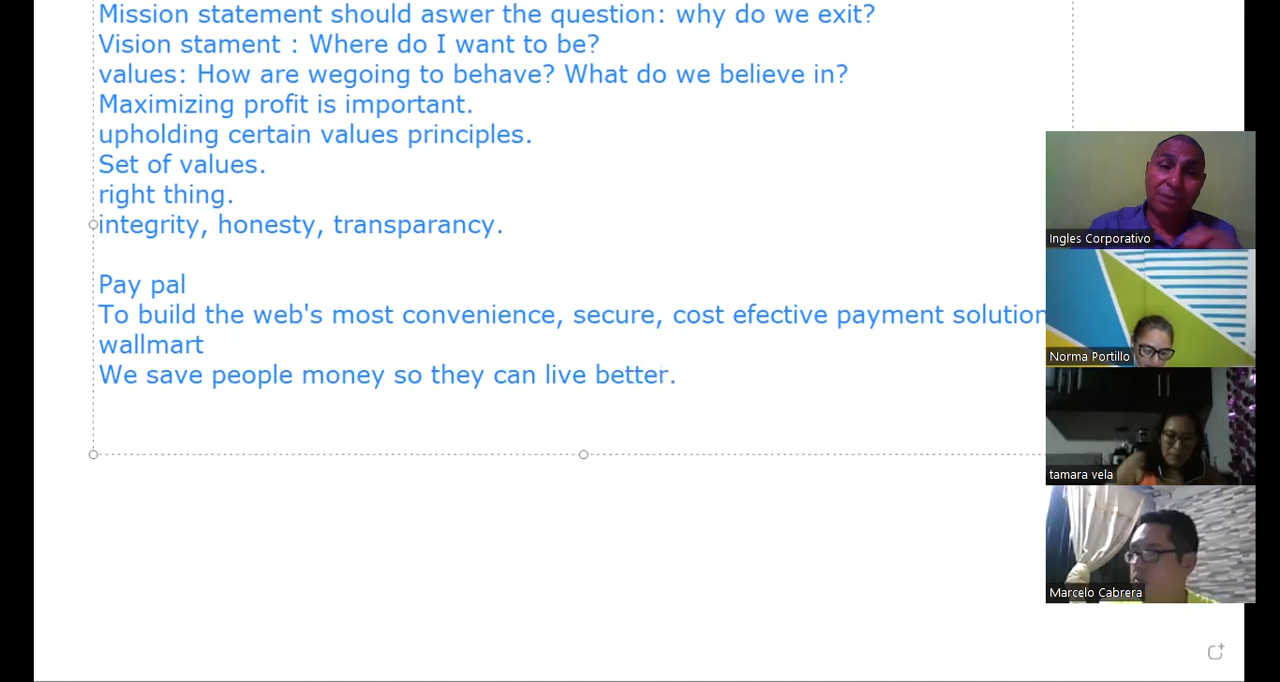 Mission statement should aswer the question: why do we exit?
Vision stament : Where do I want to be?
values: How are wegoing to behave? What do we believe in?
Maximizing profit is important.
upholding certain values principles.
Set of values.
right thing.
integrity, honesty, transparancy.
Pay pal
To build the web's most convenience, secure, cost efective payment solution
wallmart
We save people money so they can live better.
Ingles Corporativo
Norma Portillo
tamara vela
Marcelo Cabrera